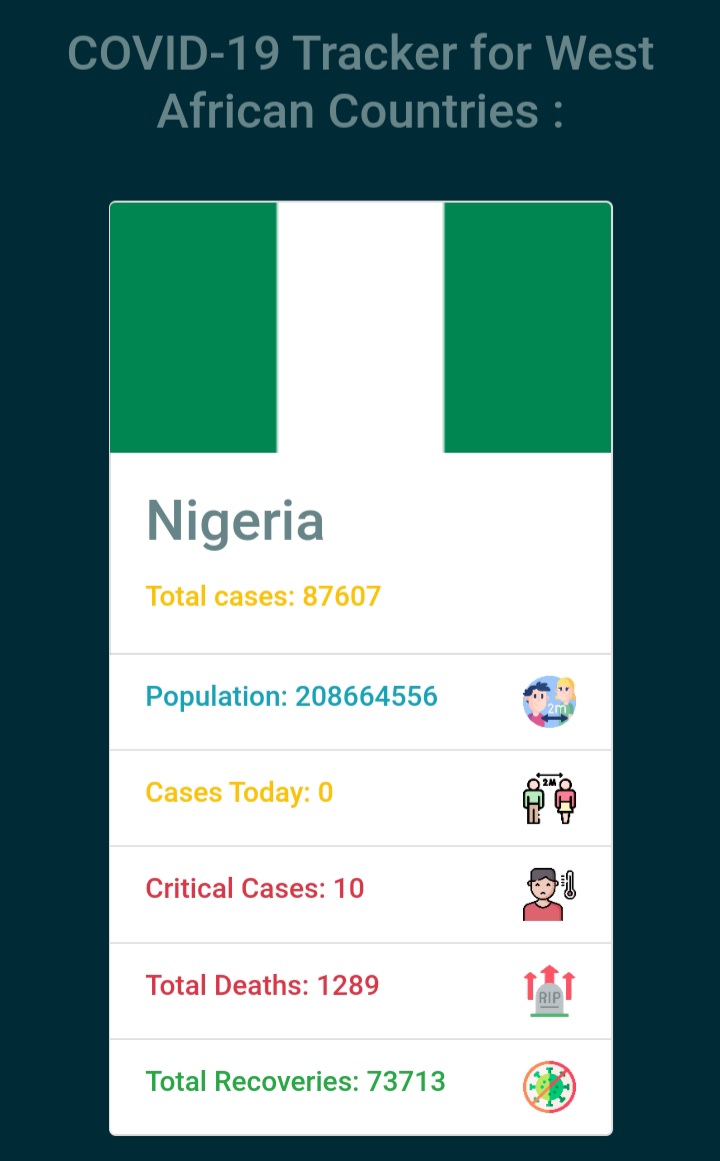 COVID-19 Tracker for West
African Countries :
Nigeria
Total cases: 87607
Population: 208664556
2m
Cases Today: 0
2M
Critical Cases: 10
Total Deaths: 1289
RIP
Total Recoveries: 73713